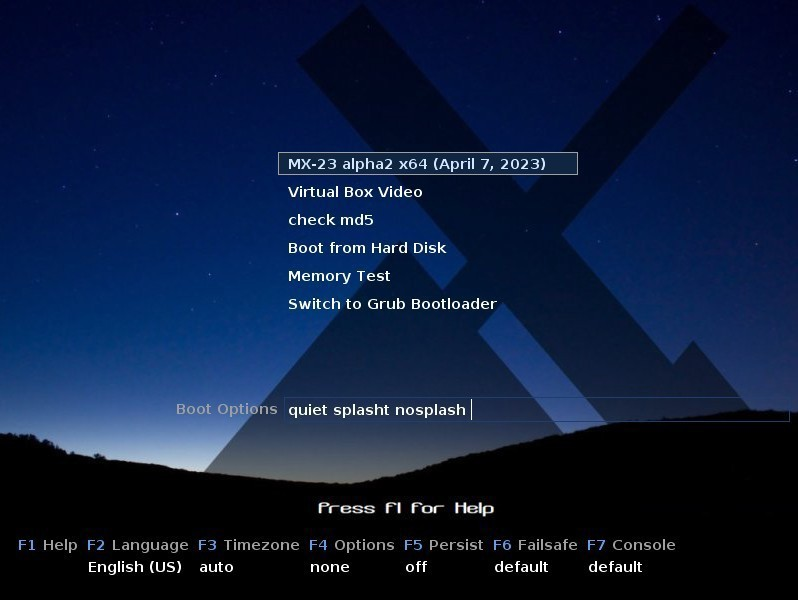 MX-23 alpha2 x64 (April 7, 2023)
Virtual Box Video
check md5
Boot from Hard Disk
Memory Test
Switch to Grub Bootloader
Boot Options quiet splasht nosplash
Press F1 for Help
F1 Help F2 Language F3 Timezone F4 Options F5 Persist F6 Failsafe F7 Console
English (US) auto none off default default